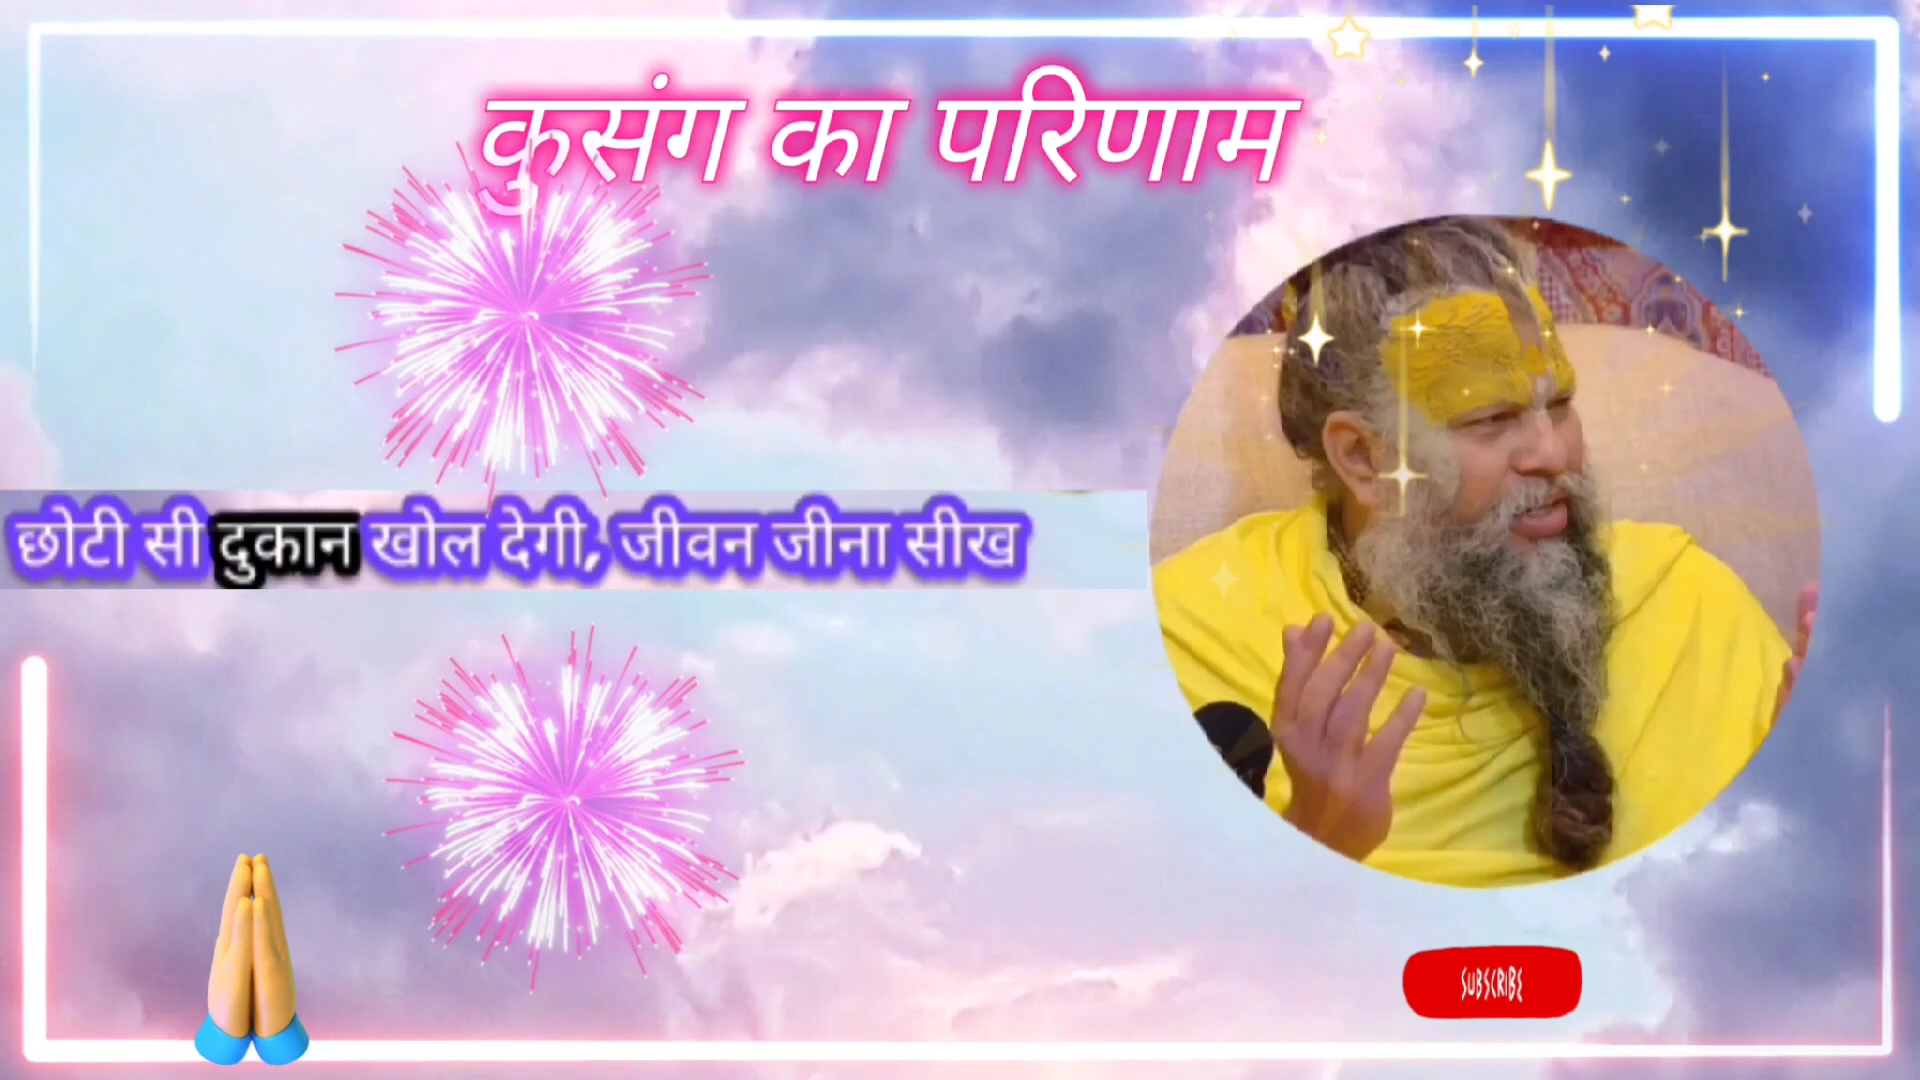 कुसंग का परिणाम
छोटी सी दुकान खोल देगी, जीवन जीना सीख
SUBSCRIBE